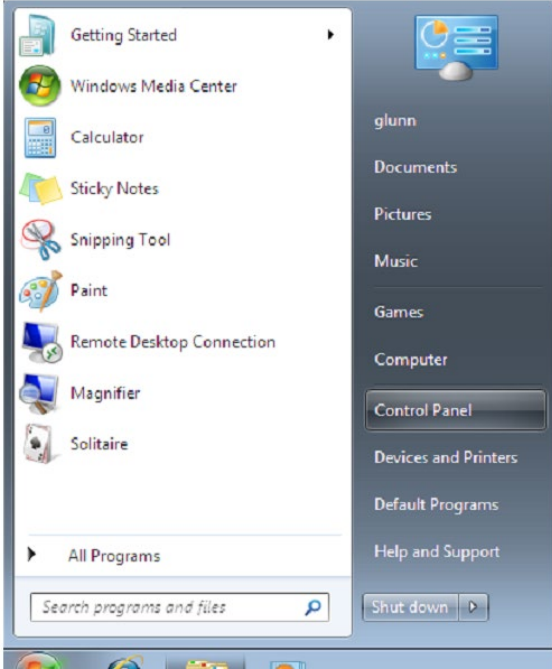 Getting Started
Windows Media Center
Calculator
Sticky Notes
Snipping Tool
Paint
Remote Desktop Connection
Magnifier
Solitaire
All Programs
Search programs and files
glunn
Documents
Pictures
Music
Games
Computer
Control Panel
Devices and Printers
Default Programs
Help and Support
Shut down